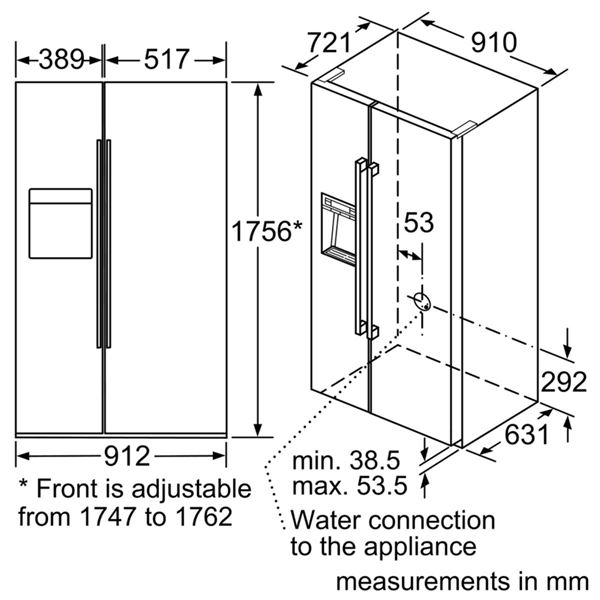 389
517
721
910
1756*
53
292
631
912
min. 38.5
max. 53.5
* Front is adjustable
from 1747 to 1762
Water connection
to the appliance
measurements in mm